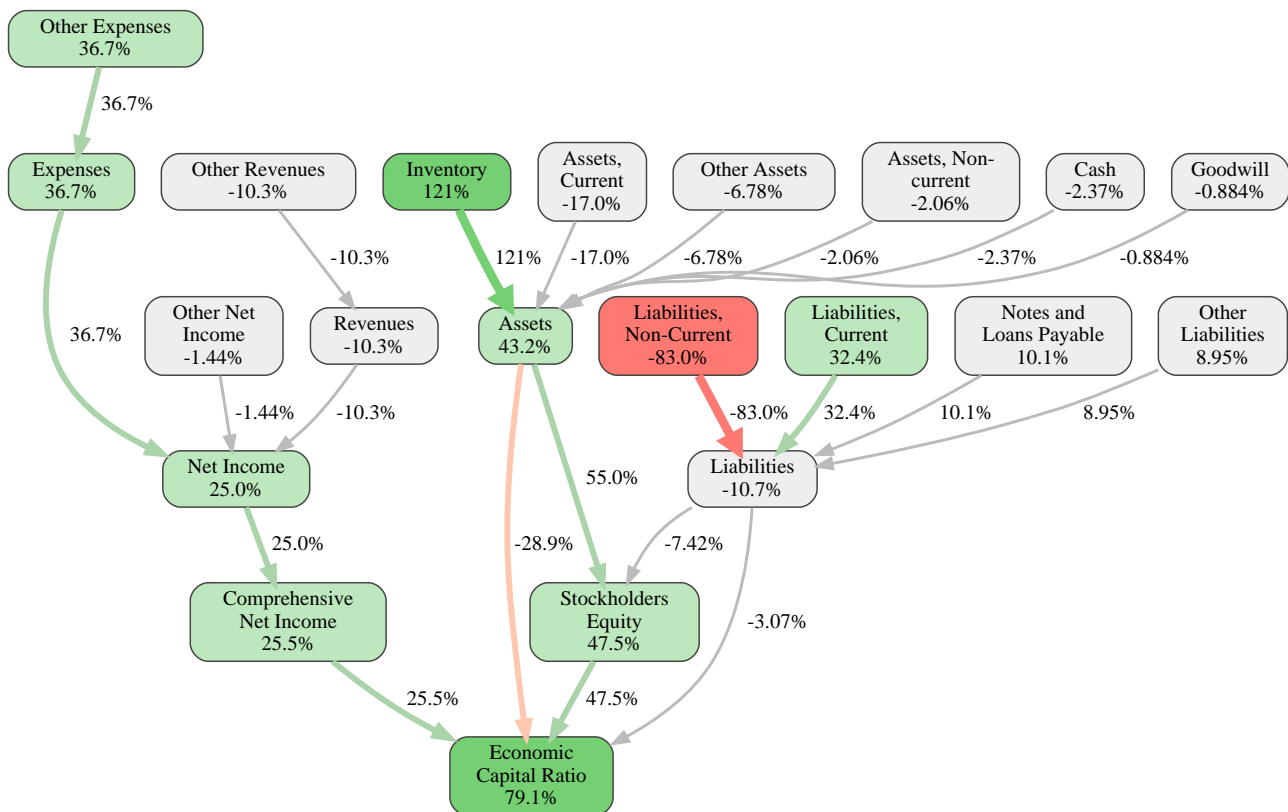 Other Expenses
36.7%
36.7%
Expenses
36.7%
Other Revenues
-10.3%
Inventory
121%
Assets,
Current
-17.0%
Other Assets
-6.78%
Assets, Non-
current
-2.06%
Cash
-2.37%
Goodwill
-0.884%
-10.3%
121%
-17.0%
-6.78%
-2.06%
-2.37%
-0.884%
36.7%
Other Net
Income
-1.44%
Revenues
-10.3%
Assets
43.2%
Liabilities,
Non-Current
-83.0%
Liabilities,
Current
32.4%
Notes and
Loans Payable
10.1%
Other
Liabilities
8.95%
-1.44%
-10.3%
-83.0%
32.4%
10.1%
8.95%
Net Income
25.0%
55.0%
Liabilities
-10.7%
25.0%
-28.9%
-7.42%
Comprehensive
Net Income
25.5%
Stockholders
Equity
47.5%
-3.07%
25.5%
47.5%
Economic
Capital Ratio
79.1%